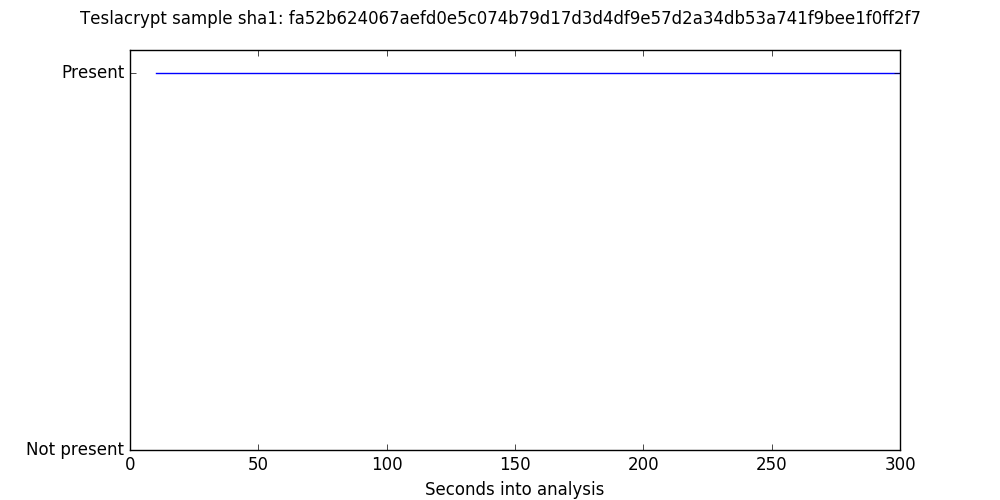 Teslacrypt sample sha1: fa52b624067aefd0e5c074b79d17d3d4df9e57d2a34db53a741f9bee1f0ff2f7
Present
Not present
0 50 100 150 200 250 300
Seconds into analysis